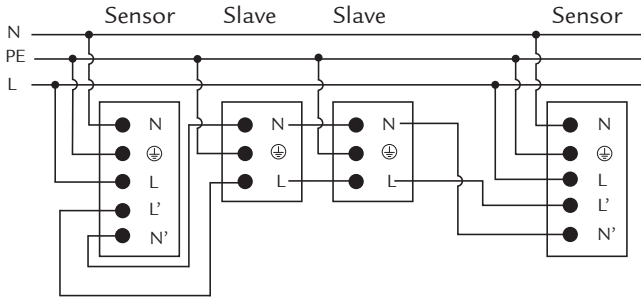 Sensor Slave Slave Sensor
N
PE
L
N N N N
L L L L
L' L'
N' N'